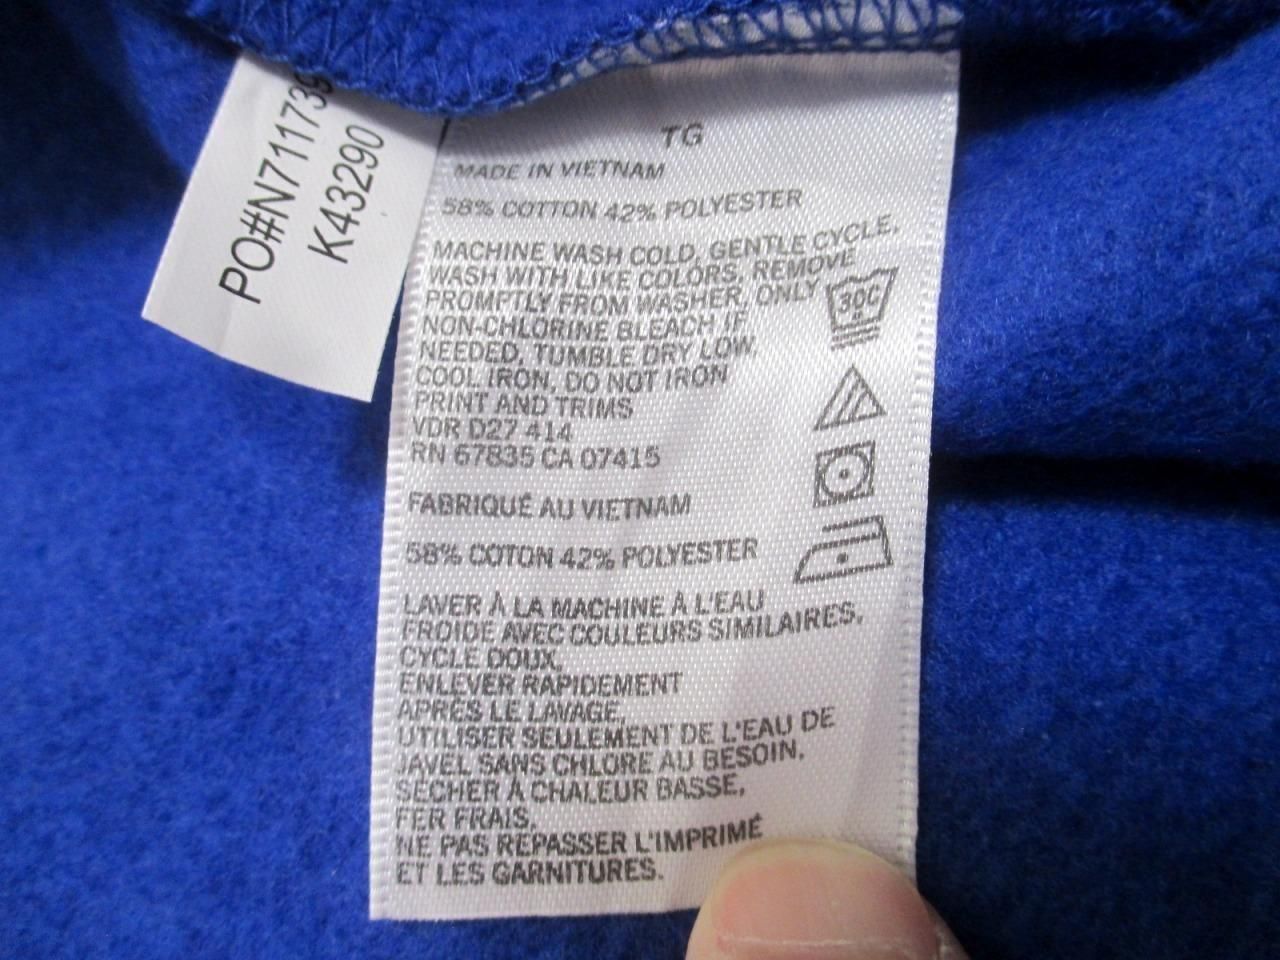 PO#N711739
K43290
TG
MADE IN VIETNAM
58% COTTON 42% POLYESTER
MACHINE WASH COLD, GENTLE CYCLE,
WASH WITH LIKE COLORS, REMOVE
PROMPTLY FROM WASHER, ONLY
NON-CHLORINE BLEACH IF
NEEDED, TUMBLE DRY LOW,
COOL IRON, DO NOT IRON
PRINT AND TRIMS
VDR D27 414
RN 67835 CA 07415
30C
FABRIQUÉ AU VIETNAM
58% COTON 42% POLYESTER
LAVER À LA MACHINE À L'EAU
FROIDE AVEC COULEURS SIMILAIRES,
CYCLE DOUX,
ENLEVER RAPIDEMENT
APRÈS LE LAVAGE,
UTILISER SEULEMENT DE L'EAU DE
JAVEL SANS CHLORE AU BESOIN,
SÉCHER À CHALEUR BASSE,
FER FRAIS,
NE PAS REPASSER L'IMPRIMÉ
ET LES GARNITURES.